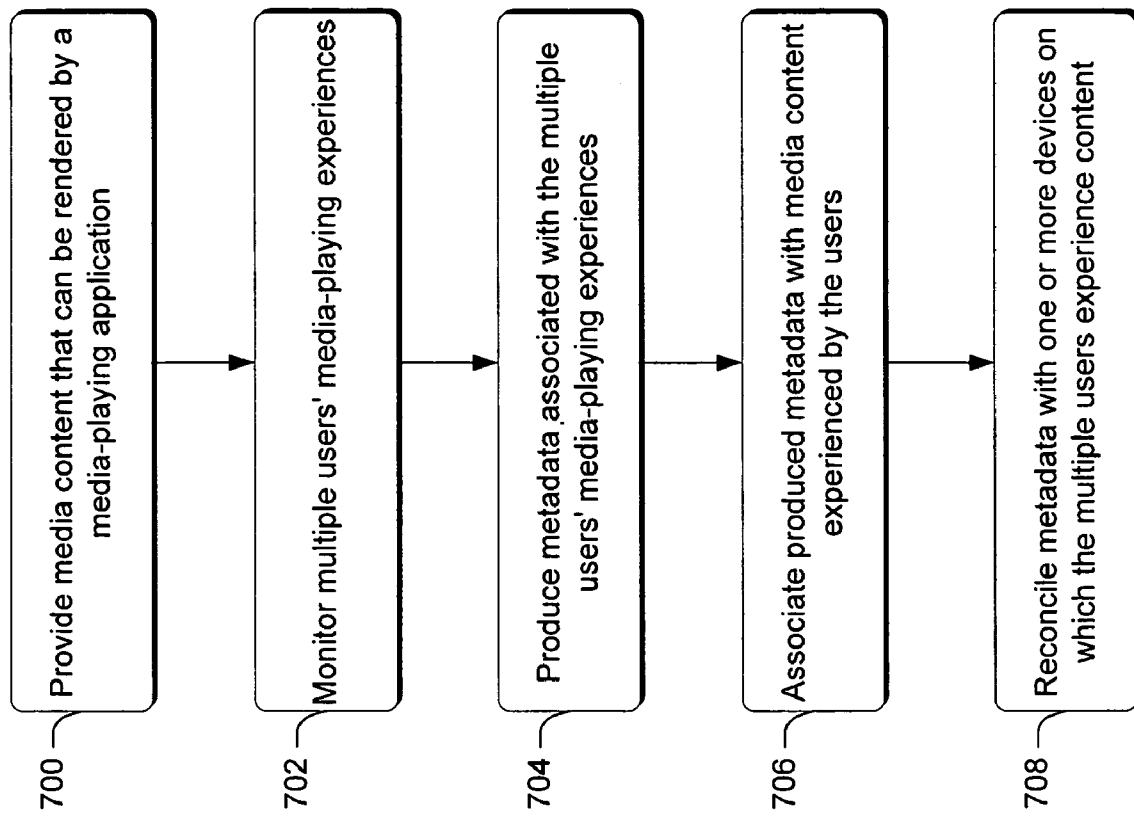 700
Provide media content that can be rendered by a
media-playing application
702
Monitor multiple users' media-playing experiences
704
Produce metadata associated with the multiple
users' media-playing experiences
706
Associate produced metadata with media content
experienced by the users
708
Reconcile metadata with one or more devices on
which the multiple users experience content